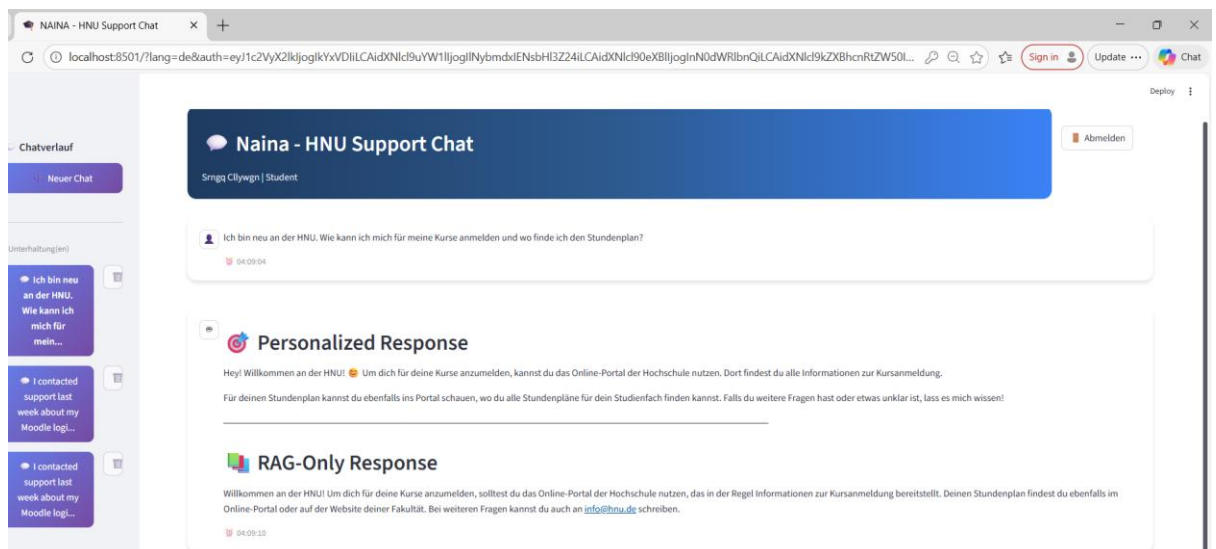 NAINA - HNU Support Chat
Sign in
Update
Chat
Deploy
Chatverlauf
Neuer Chat
Unterhaltung(en)
Ich bin neu
an der HNU.
Wie kann ich
mich für
mein...
I contacted
support last
week about my
Moodle logi...
I contacted
support last
week about my
Moodle logi...
Naina - HNU Support Chat
Srngq Cllywgn | Student
Abmelden
Ich bin neu an der HNU. Wie kann ich mich für meine Kurse anmelden und wo finde ich den Stundenplan?
04:09:04
Personalized Response
Hey! Willkommen an der HNU! 😊 Um dich für deine Kurse anzumelden, kannst du das Online-Portal der Hochschule nutzen. Dort findest du alle Informationen zur Kursanmeldung.
Für deinen Stundenplan kannst du ebenfalls ins Portal schauen, wo du alle Stundenpläne für dein Studienfach finden kannst. Falls du weitere Fragen hast oder etwas unklar ist, lass es mich wissen!
RAG-Only Response
Willkommen an der HNU! Um dich für deine Kurse anzumelden, solltest du das Online-Portal der Hochschule nutzen, das in der Regel Informationen zur Kursanmeldung bereitstellt. Deinen Stundenplan findest du ebenfalls im
Online-Portal oder auf der Website deiner Fakultät. Bei weiteren Fragen kannst du auch an info@hnu.de schreiben.
04:09:10